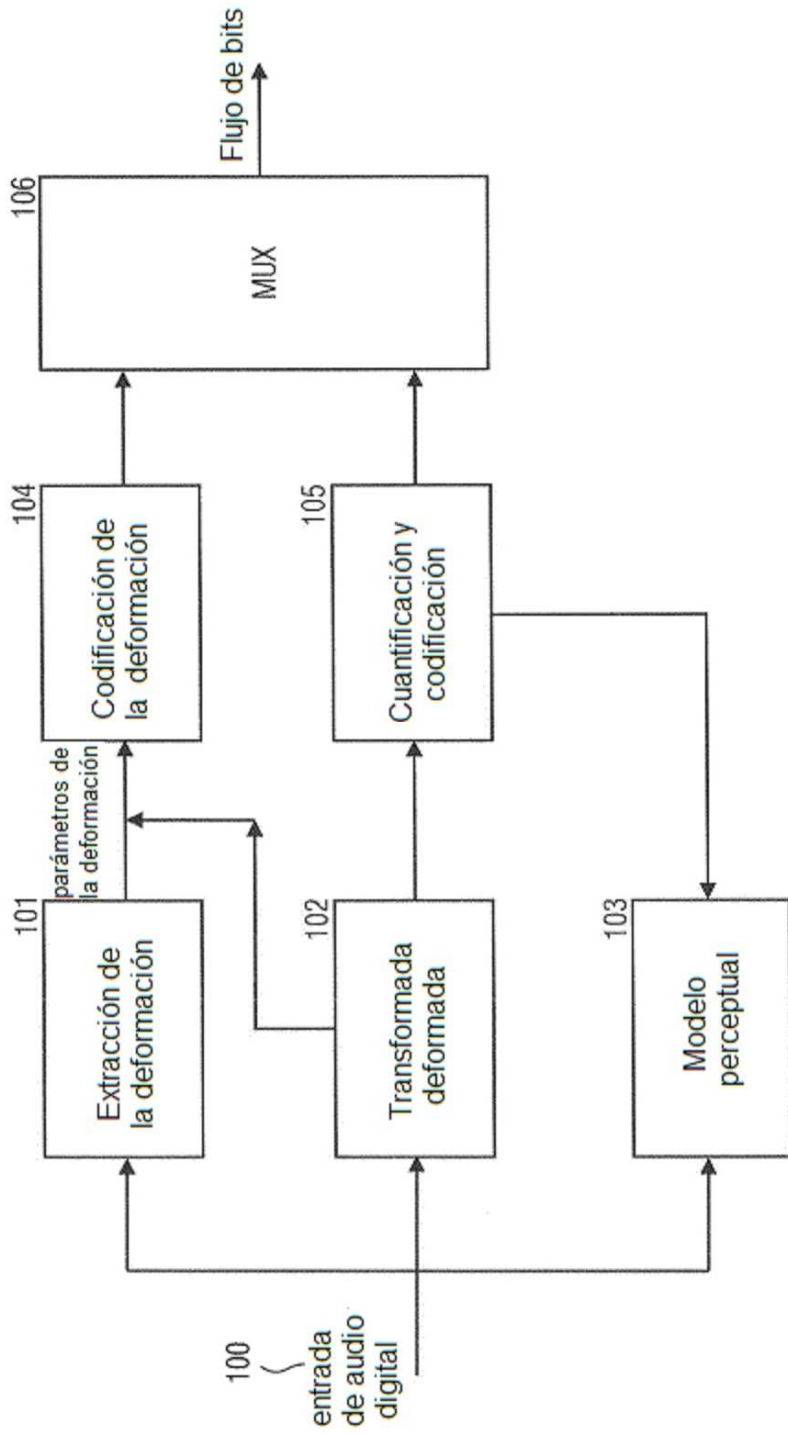 100
entrada
de audio
digital
101
Extracción de
la deformación
parámetros de
la deformación
104
Codificación de
la deformación
102
Transformada
deformada
105
Cuantificación y
codificación
103
Modelo
perceptual
106
MUX
Flujo de bits